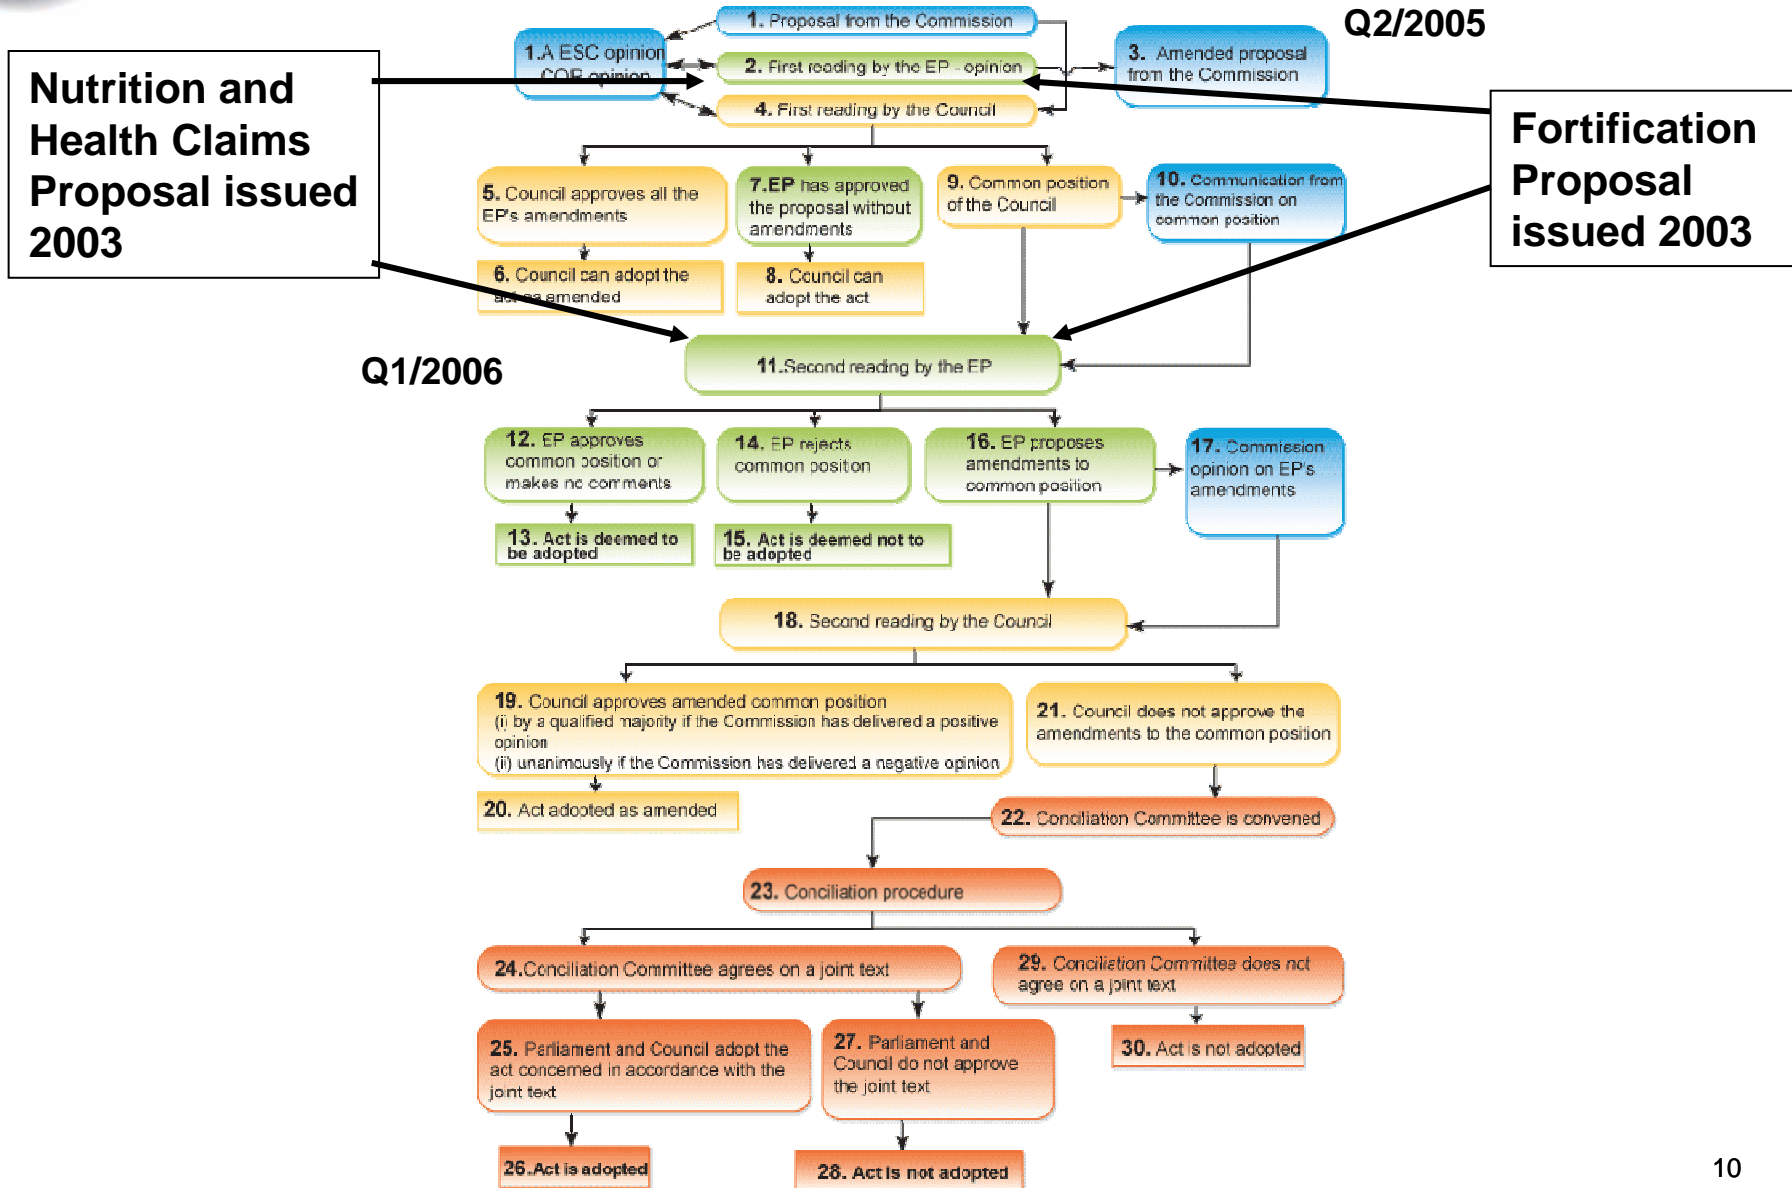 1. Proposal from the Commission
Q2/2005
1.A ESC opinion
COR opinion
2. First reading by the EP - opinion
3. Amended proposal
from the Commission
4. First reading by the Council
Nutrition and
Health Claims
Proposal issued
2003
Fortification
Proposal
issued 2003
5. Council approves all the
EP's amendments
7.EP has approved
the proposal without
amendments
9. Common position
of the Council
10. Communication from
the Commission on
common position
6. Council can adopt the
act as amended
8. Council can
adopt the act
11.Second reading by the EP
Q1/2006
12. EP approves
common position or
makes no comments
14. EP rejects
common position
16. EP proposes
amendments to
common position
17. Commission
opinion on EP's
amendments
13. Act is deemed to
be adopted
15. Act is deemed not to
be adopted
18. Second reading by the Council
19. Council approves amended common position
(i) by a qualified majority if the Commission has delivered a positive
opinion
(ii) unanimously if the Commission has delivered a negative opinion
21. Council does not approve the
amendments to the common position
20. Act adopted as amended
22. Conciliation Committee is convened
23. Conciliation procedure
24.Conciliation Committee agrees on a joint text
29. Conciliation Committee does not
agree on a joint text
25. Parliament and Council adopt the
act concerned in accordance with the
joint text
27. Parliament and
Council do not approve
the joint text
30. Act is not adopted
26.Act is adopted
28. Act is not adopted
10